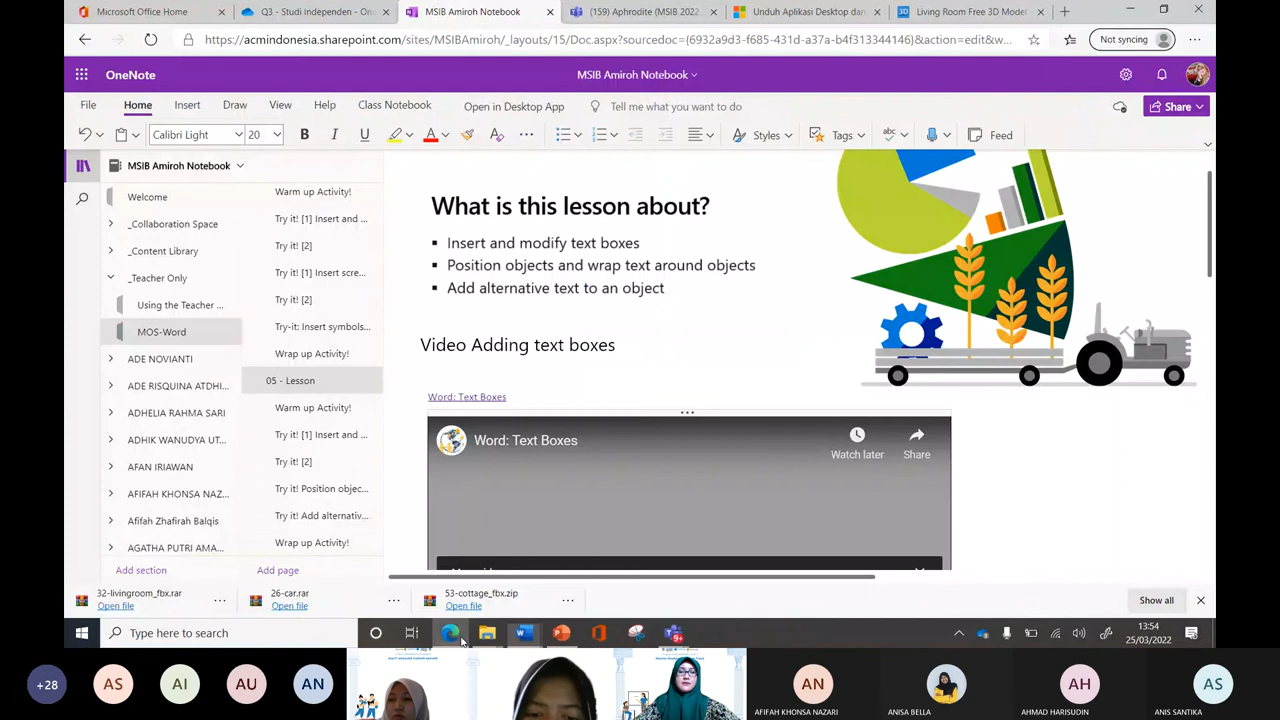 Microsoft Office Home
Q3 - Studi Independen - On
MSIB Amiroh Notebook
(159) Aphrodite (MSIB 2022
Unduh Aplikasi Desktop dan
Living Room Free 3D Model
https://acmindonesia.sharepoint.com/sites/MSIBAmiroh/_layouts/15/Doc.aspx?sourcedoc={6932a9d3-f685-431d-a37a-b4f313344146}&action=edit&w...
Not syncing
OneNote
MSIB Amiroh Notebook
File Home Insert Draw View Help Class Notebook Open in Desktop App Tell me what you want to do Share
Calibri Light 20 B I U A Styles Tags abc Feed
MSIB Amiroh Notebook
Welcome
_Collaboration Space
_Content Library
_Teacher Only
Using the Teacher ...
MOS-Word
ADE NOVIANTI
ADE RISQUINA ATDHI...
ADHELIA RAHMA SARI
ADHIK WANUDYA UT...
AFAN IRIAWAN
AFIFAH KHONSA NAZ...
Afifah Zhafirah Balqis
AGATHA PUTRI AMA...
Add section
Warm up Activity!
Try it! [1] Insert and ...
Try it! [2]
Try it! [1] Insert scre...
Try it! [2]
Try-it: Insert symbols...
Wrap up Activity!
05 - Lesson
Warm up Activity!
Try it! [1] Insert and ...
Try it! [2]
Try it! Position objec...
Try it! Add alternativ...
Wrap up Activity!
Add page
What is this lesson about?
Insert and modify text boxes
Position objects and wrap text around objects
Add alternative text to an object
Video Adding text boxes
Word: Text Boxes
Word: Text Boxes
Watch later
Share
32-livingroom_fbx.rar
Open file
26-car.rar
Open file
53-cottage_fbx.zip
Open file
Show all
Type here to search
9+
13:54
25/03/2022
+28
AS
AI
AU
AN
AN
AFIFAH KHONSA NAZARI
ANISA BELLA
AH
AHMAD HARISUDIN
AS
ANIS SANTIKA